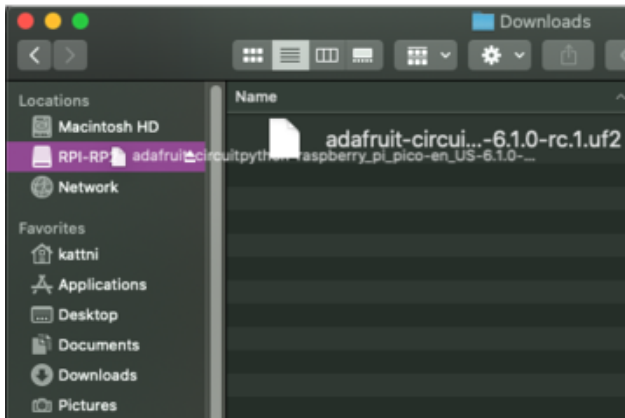 Downloads
Locations
Name
Macintosh HD
adafruit-circui...-6.1.0-rc.1.uf2
RPI-RP
adafruit-circuitpython-raspberry_pi_pico-en_US-6.1.0-...
Network
Favorites
kattni
Applications
Desktop
Documents
Downloads
Pictures